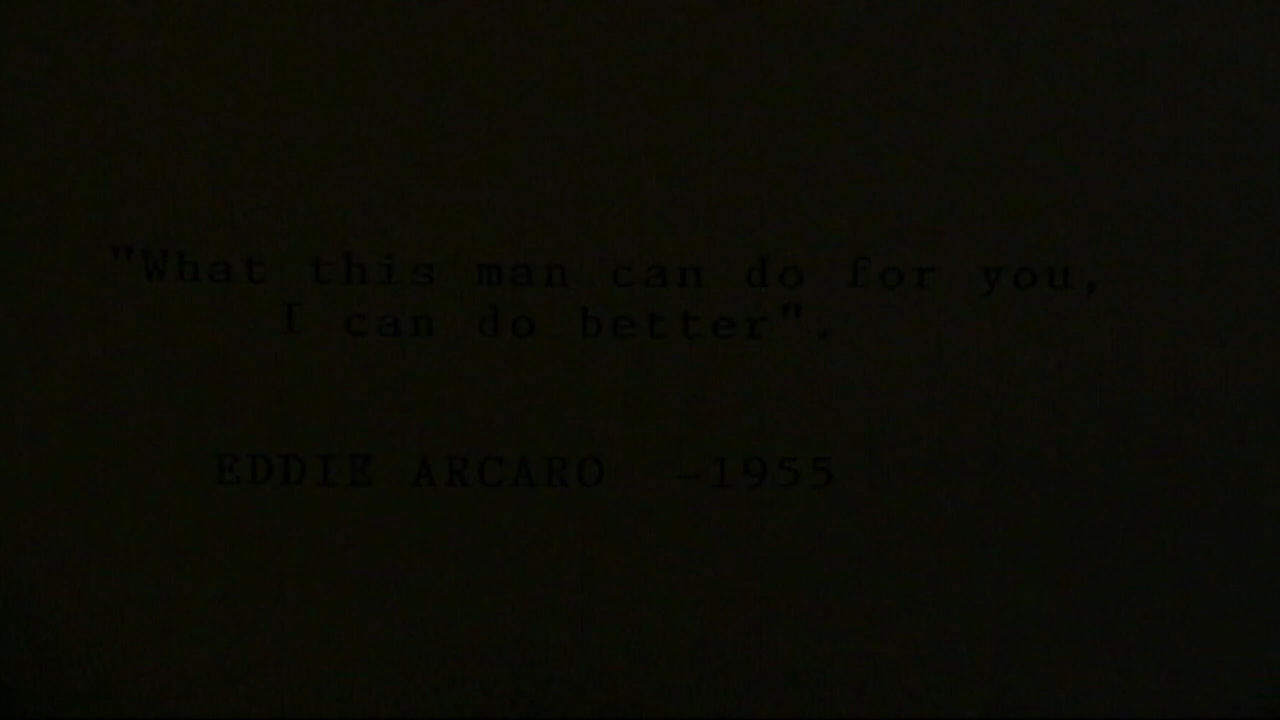 "What this man can do for you,
I can do better".
EDDIE ARCARO -1955